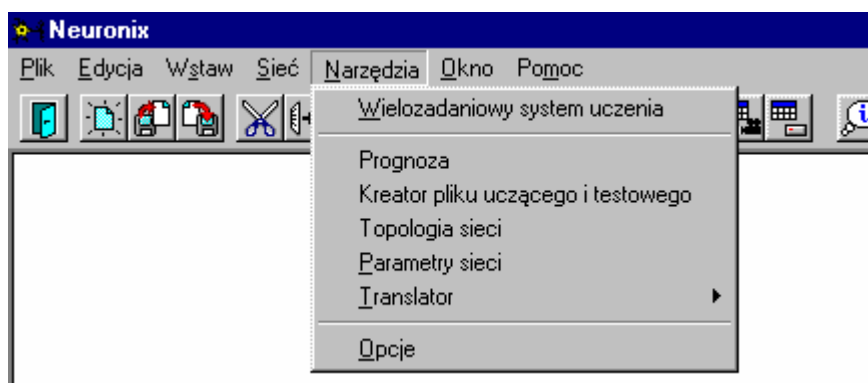 Neuronix
Plik Edycja Wstaw Sieć Narzędzia Okno Pomoc
Wielozadaniowy system uczenia
Prognoza
Kreator pliku uczącego i testowego
Topologia sieci
Parametry sieci
Translator
Opcje